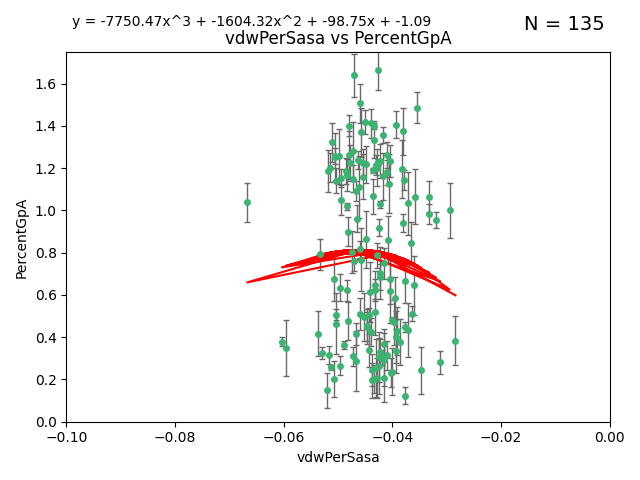 y = -7750.47x^3 + -1604.32x^2 + -98.75x + -1.09
N = 135
vdwPerSasa vs PercentGpA
PercentGpA
1.6
1.4
1.2
1.0
0.8
0.6
0.4
0.2
0.0
−0.10 −0.08 −0.06 −0.04 −0.02 0.00
vdwPerSasa